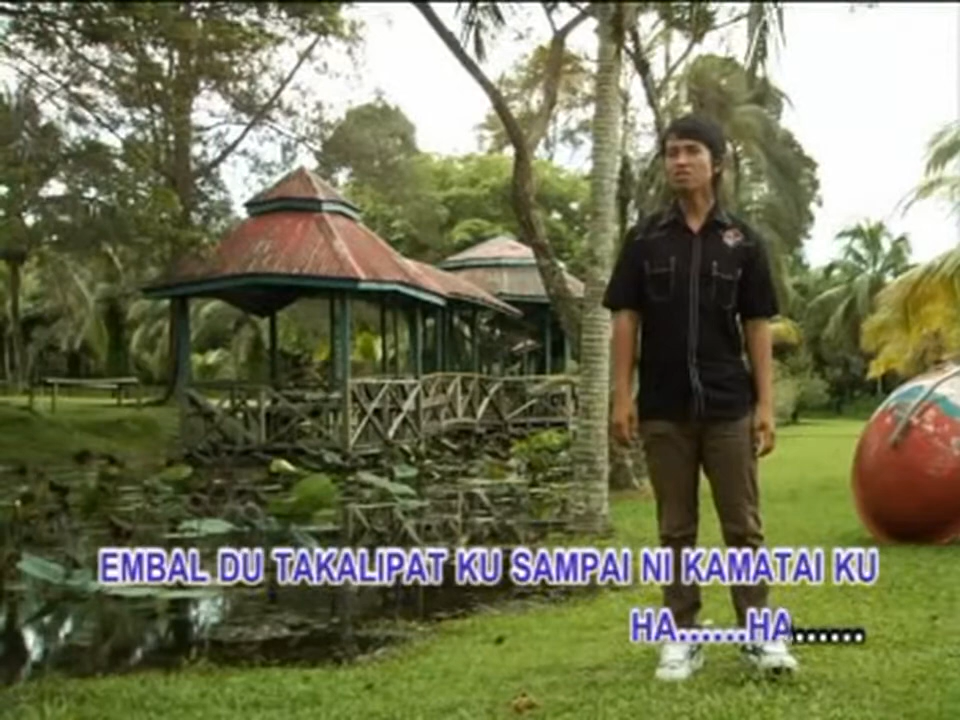 EMBAL DU TAKALIPAT KU SAMPAI NI KAMATAI KU
HA......HA......